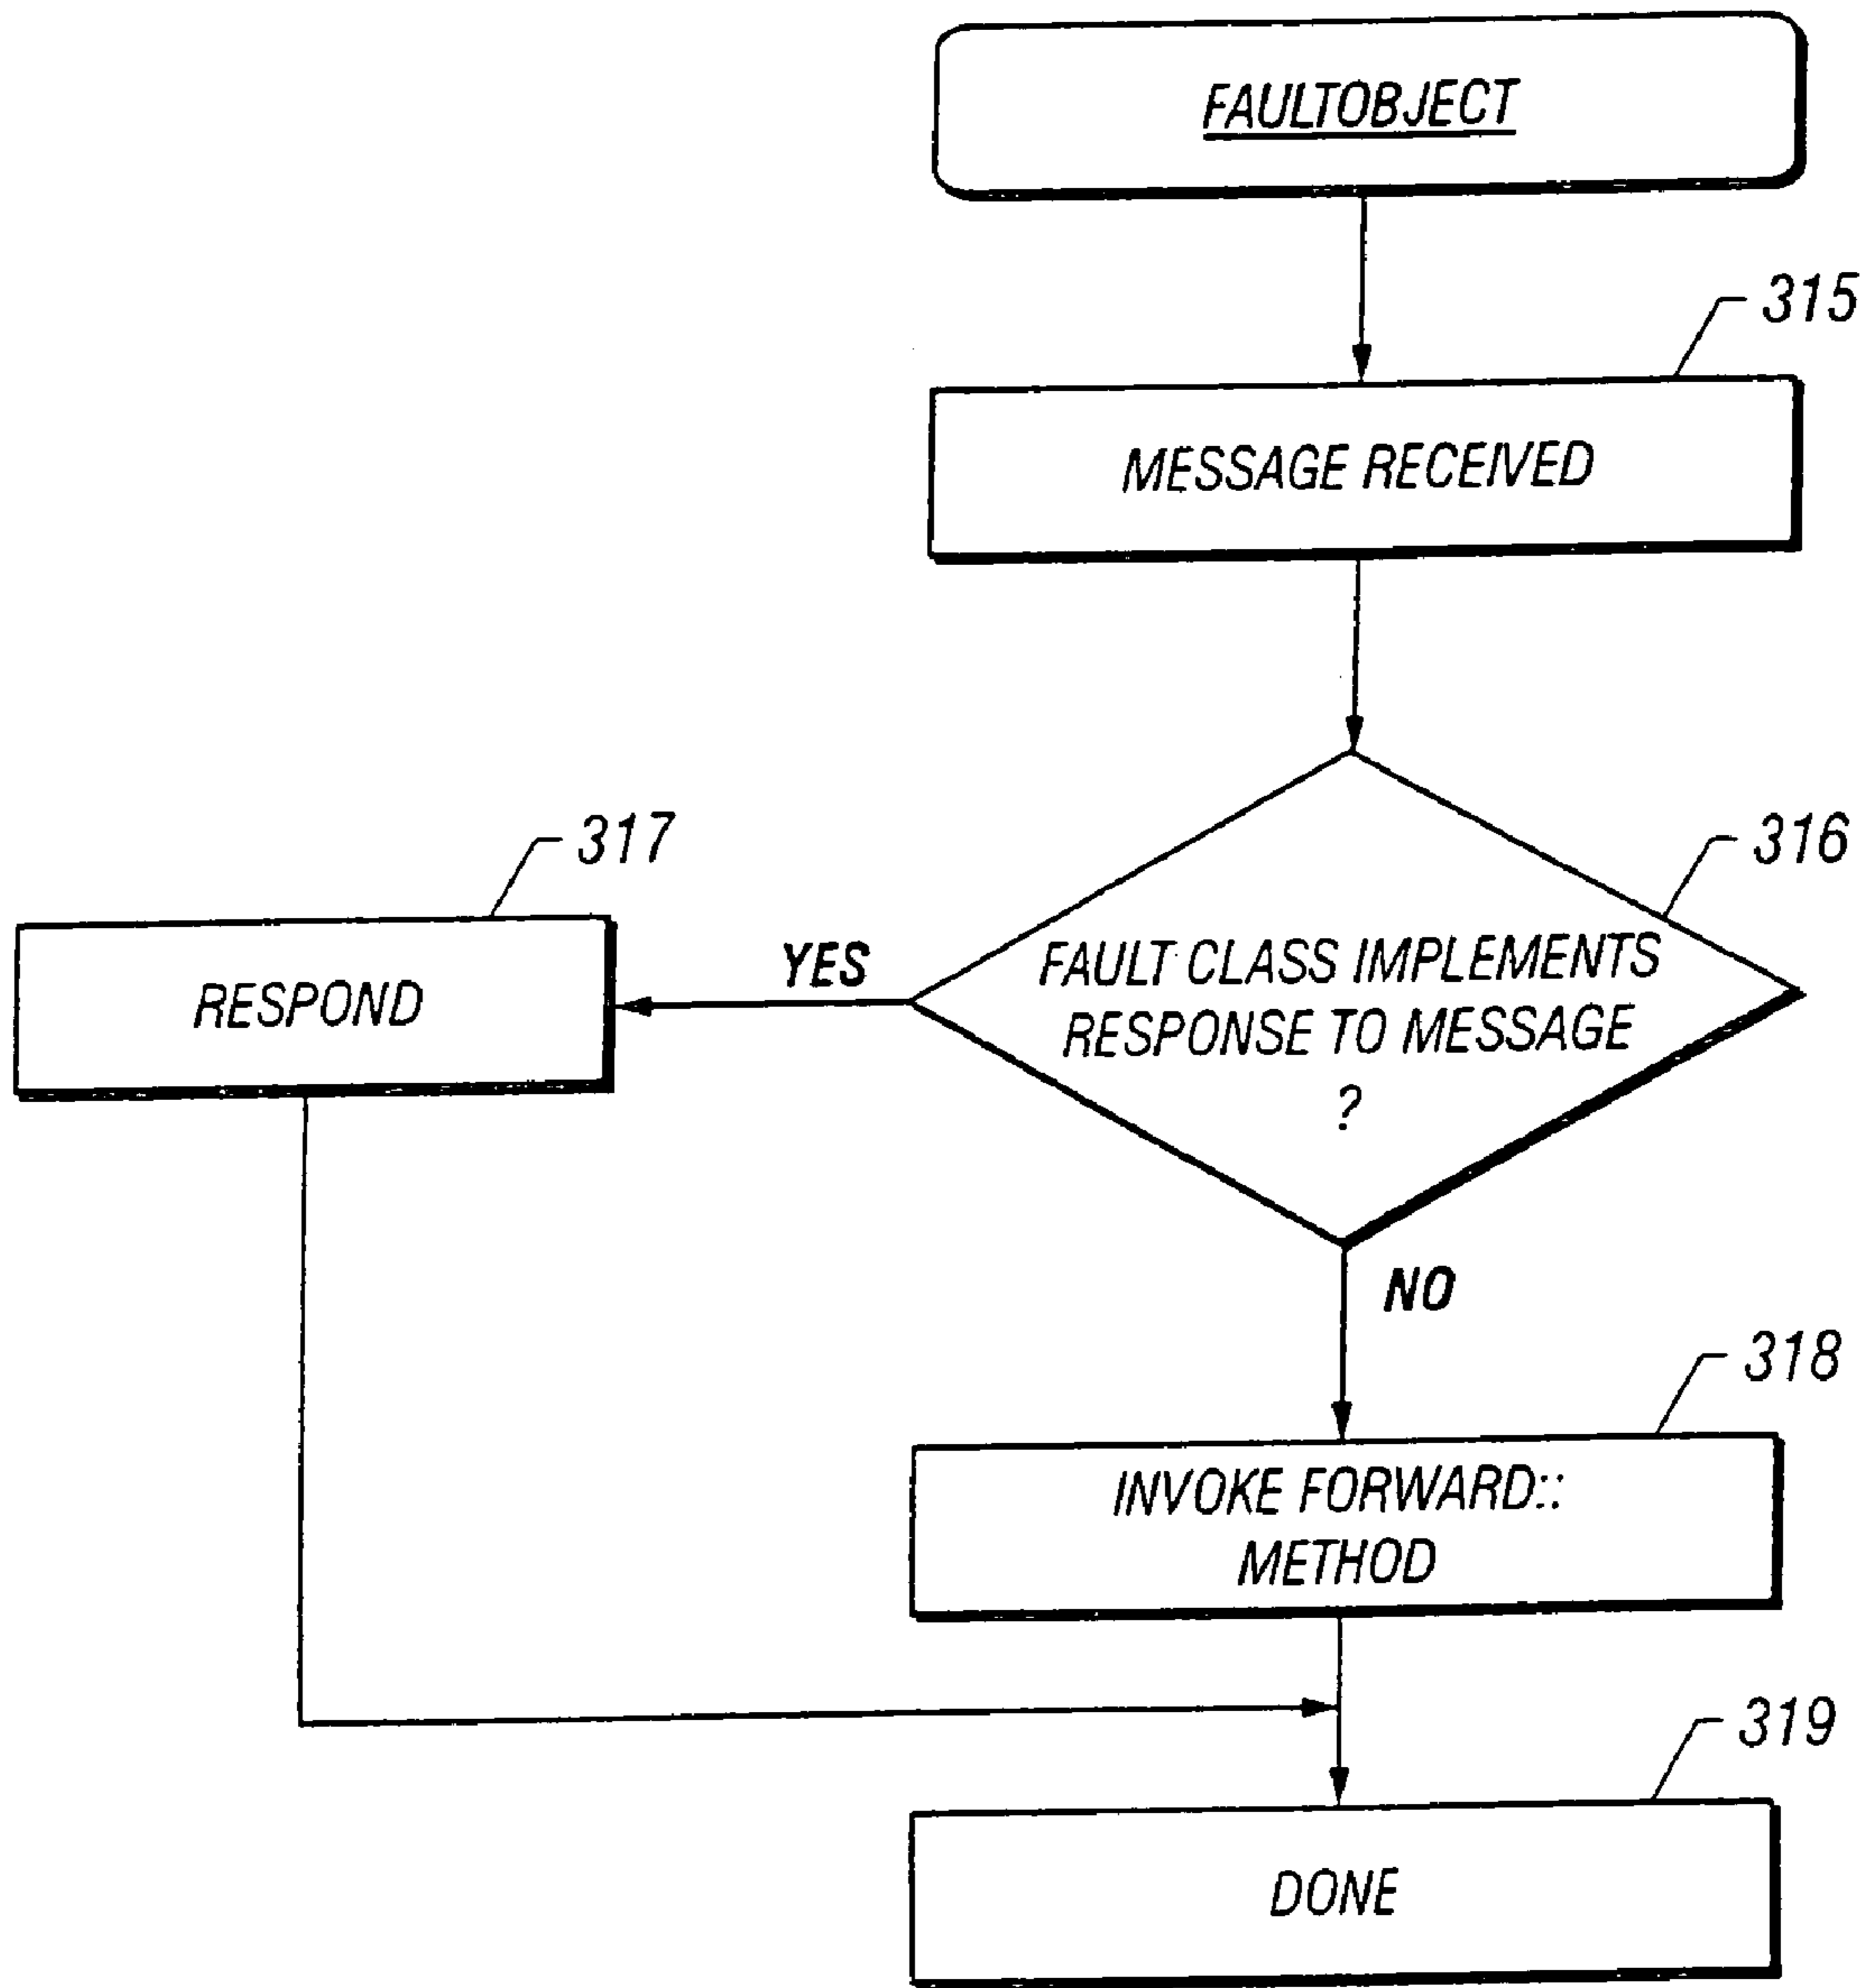 FAULTOBJECT
315
MESSAGE RECEIVED
316
FAULT CLASS IMPLEMENTS
RESPONSE TO MESSAGE
?
YES
317
RESPOND
NO
318
INVOKE FORWARD::
METHOD
319
DONE